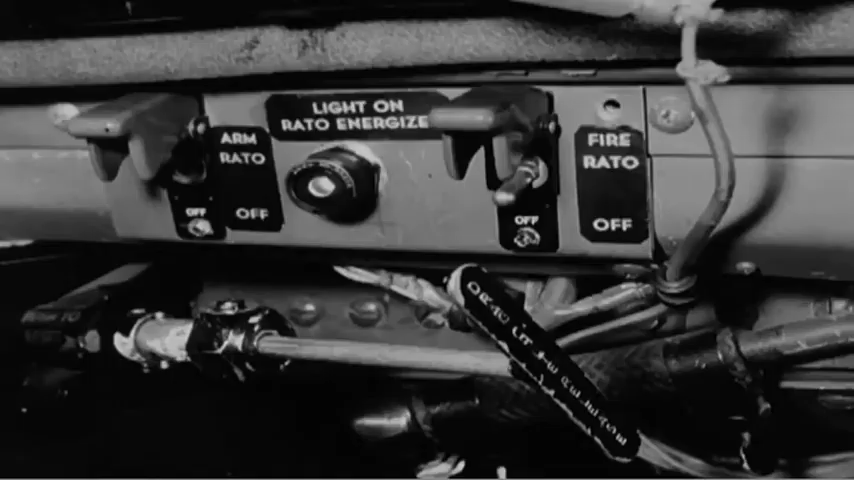 LIGHT ON
RATO ENERGIZE
ARM
RATO
OFF
OFF
FIRE
RATO
OFF
OFF